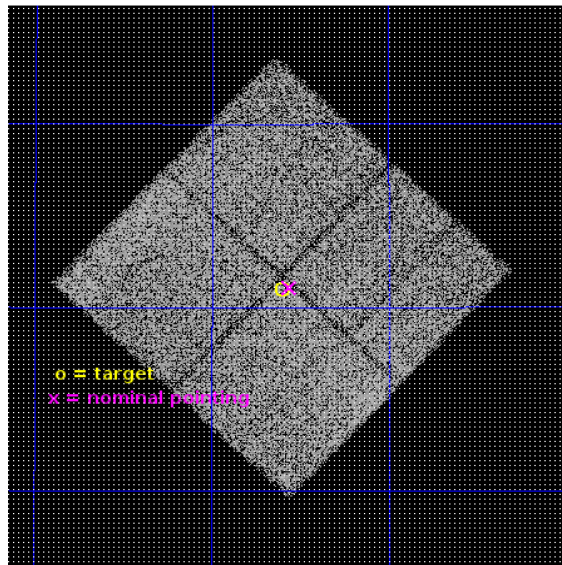 o = target
x = nominal pointing